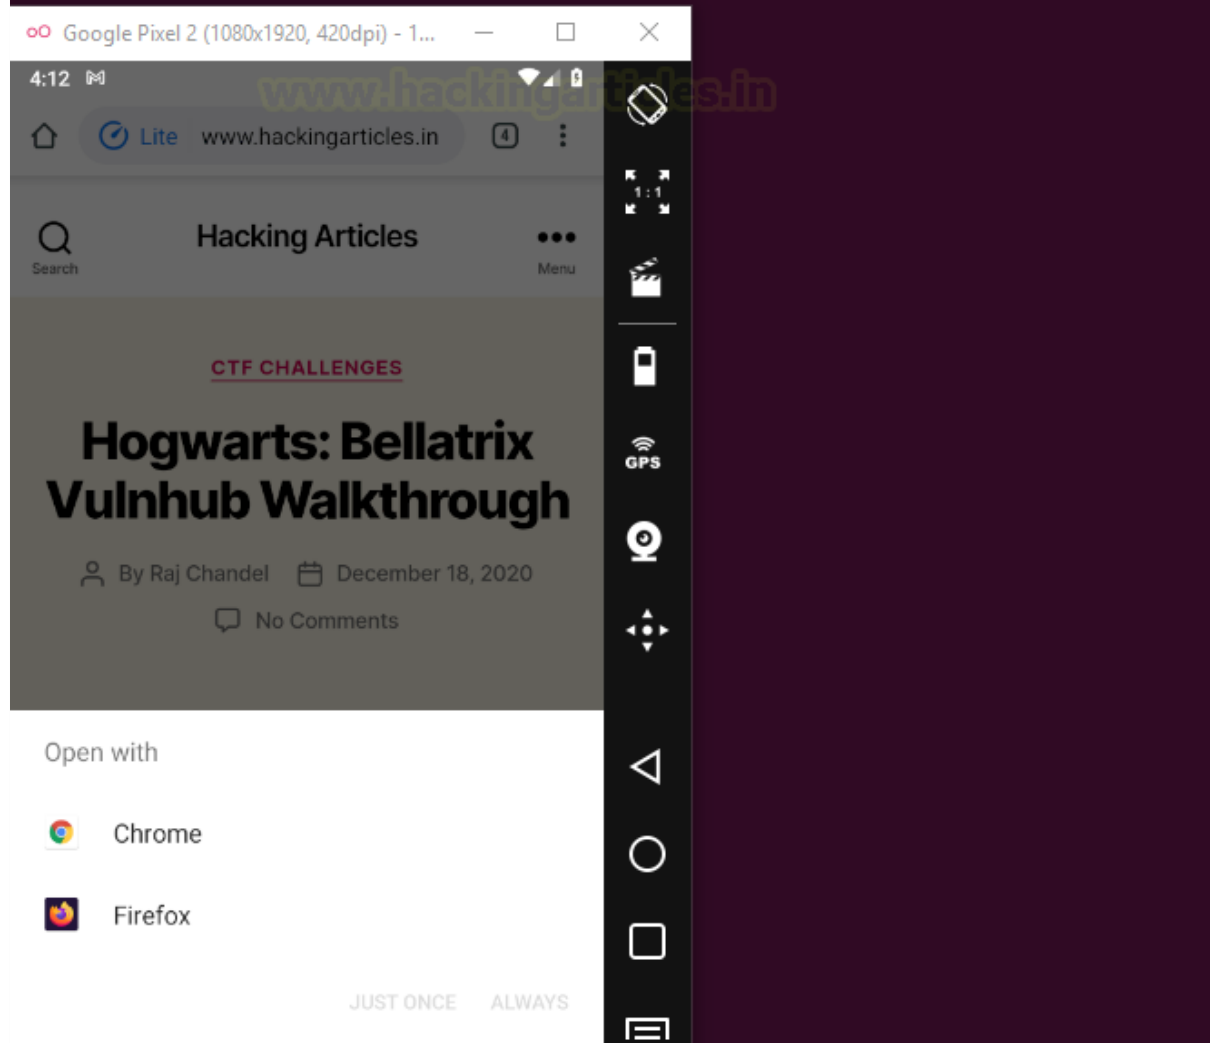 Google Pixel 2 (1080x1920, 420dpi) - 1...
4:12
www.hackingarticles.in
Lite www.hackingarticles.in 4
1:1
Hacking Articles
Search
Menu
CTF CHALLENGES
Hogwarts: Bellatrix
Vulnhub Walkthrough
GPS
By Raj Chandel December 18, 2020
No Comments
Open with
Chrome
Firefox
JUST ONCE ALWAYS